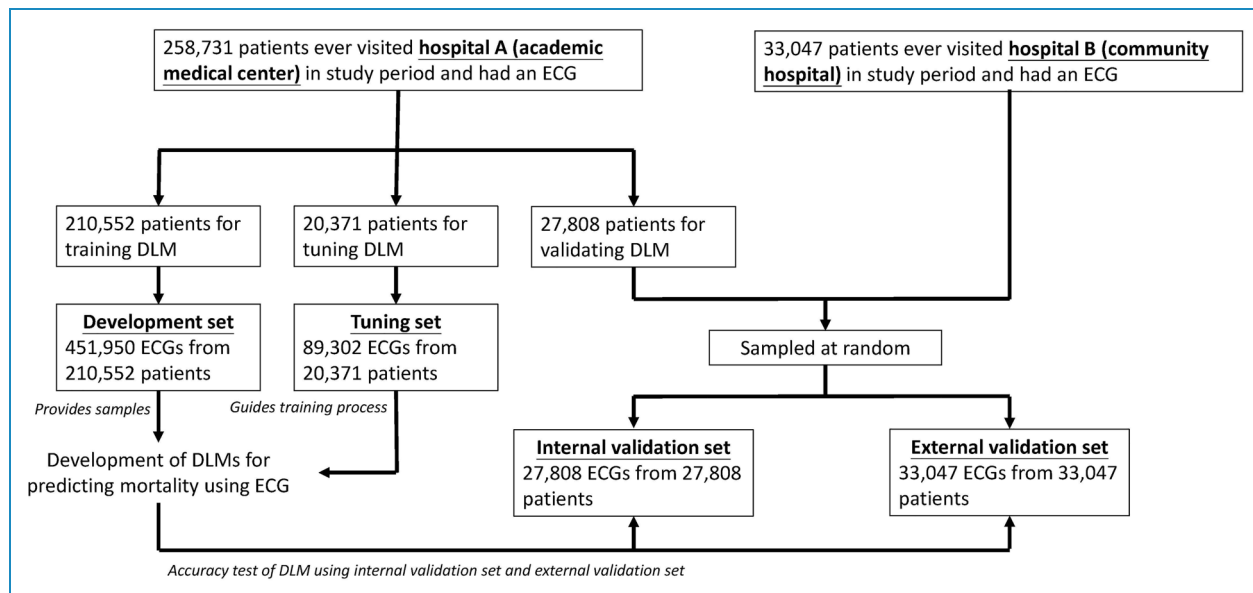 258,731 patients ever visited hospital A (academic
medical center) in study period and had an ECG
33,047 patients ever visited hospital B (community
hospital) in study period and had an ECG
210,552 patients for
training DLM
20,371 patients for
tuning DLM
27,808 patients for
validating DLM
Development set
451,950 ECGs from
210,552 patients
Tuning set
89,302 ECGs from
20,371 patients
Sampled at random
Provides samples
Guides training process
Development of DLMs for
predicting mortality using ECG
Internal validation set
27,808 ECGs from 27,808
patients
External validation set
33,047 ECGs from 33,047
patients
Accuracy test of DLM using internal validation set and external validation set